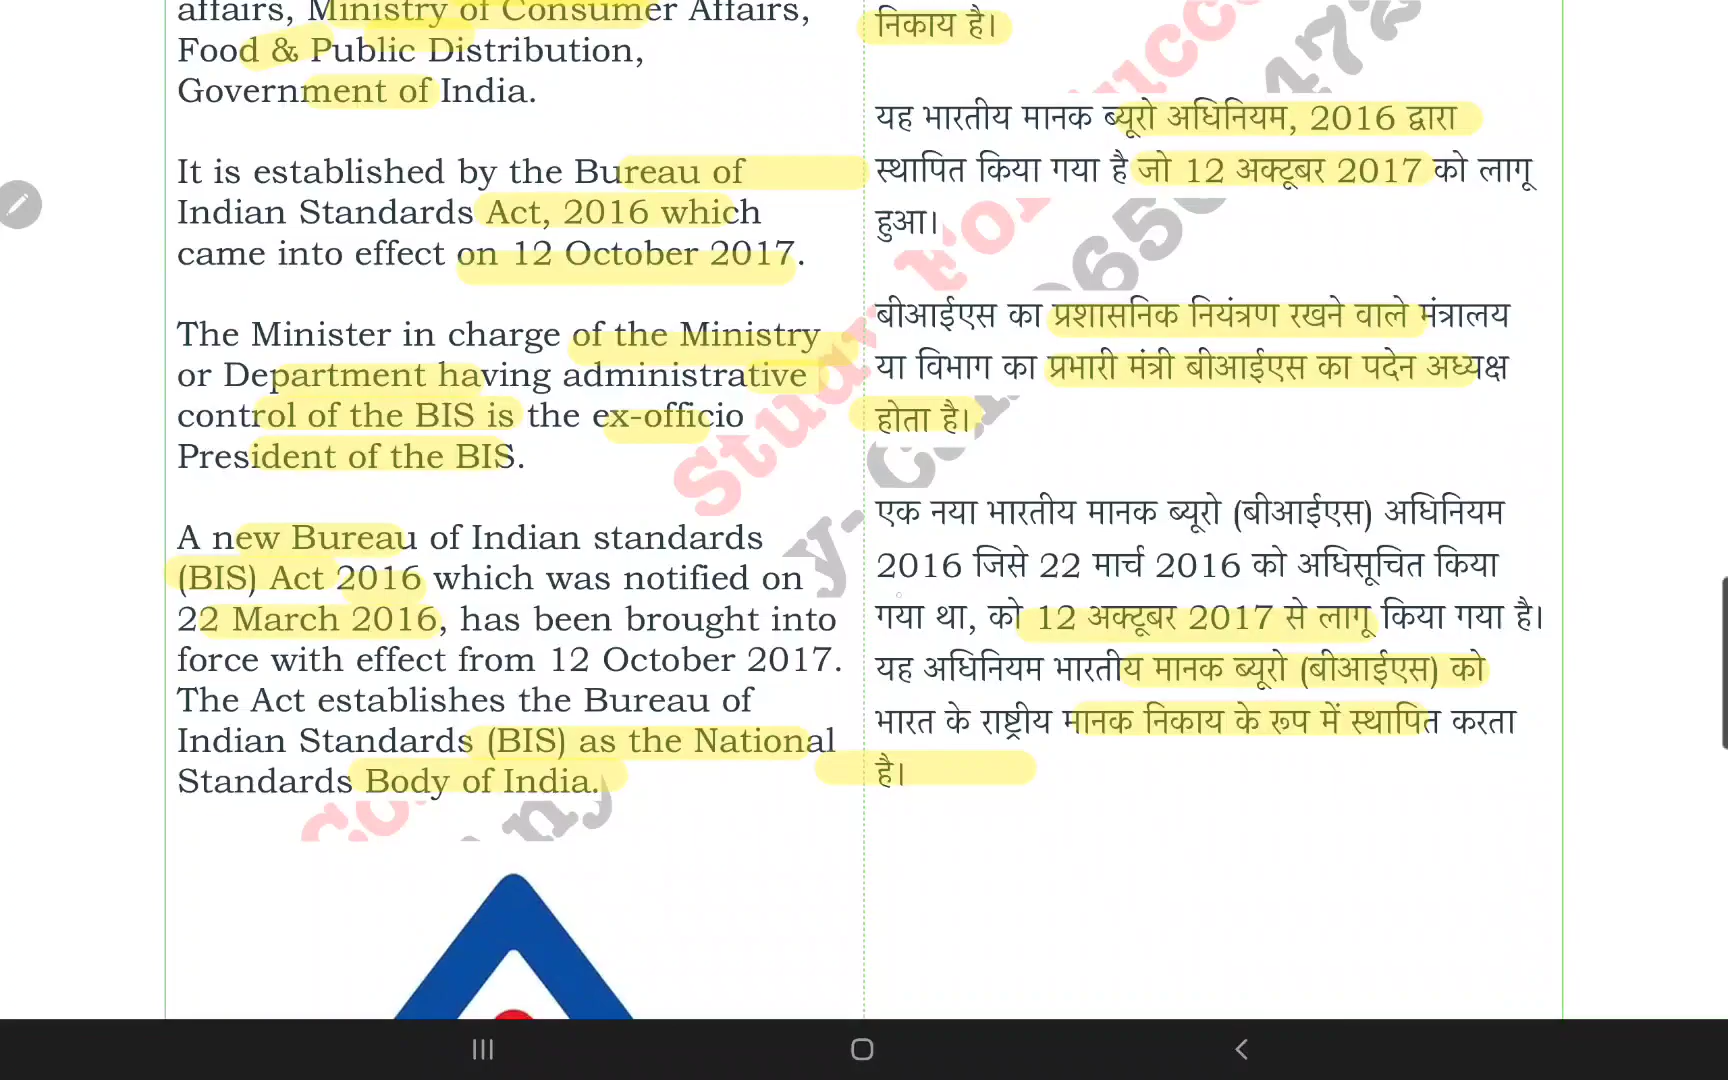 affairs, Ministry of Consumer Affairs,
Food & Public Distribution,
Government of India.
It is established by the Bureau of
Indian Standards Act, 2016 which
came into effect on 12 October 2017.
The Minister in charge of the Ministry
or Department having administrative
control of the BIS is the ex-officio
President of the BIS.
A new Bureau of Indian standards
(BIS) Act 2016 which was notified on
22 March 2016, has been brought into
force with effect from 12 October 2017.
The Act establishes the Bureau of
Indian Standards (BIS) as the National
Standards Body of India.
निकाय है।
यह भारतीय मानक ब्यूरो अधिनियम, 2016 द्वारा
स्थापित किया गया है जो 12 अक्टूबर 2017 को लागू
हुआ।
बीआईएस का प्रशासनिक नियंत्रण रखने वाले मंत्रालय
या विभाग का प्रभारी मंत्री बीआईएस का पदेन अध्यक्ष
होता है।
एक नया भारतीय मानक ब्यूरो (बीआईएस) अधिनियम
2016 जिसे 22 मार्च 2016 को अधिसूचित किया
गया था, को 12 अक्टूबर 2017 से लागू किया गया है।
यह अधिनियम भारतीय मानक ब्यूरो (बीआईएस) को
भारत के राष्ट्रीय मानक निकाय के रूप में स्थापित करता
है।